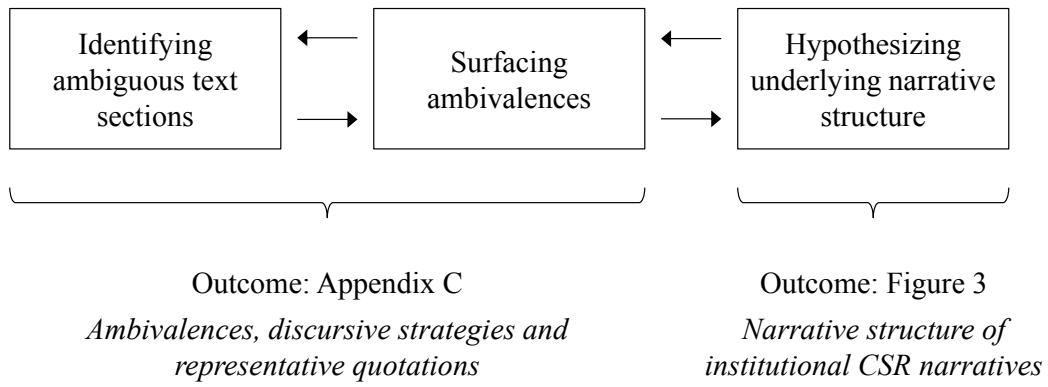 Identifying
ambiguous text
sections
Surfacing
ambivalences
Hypothesizing
underlying narrative
structure
Outcome: Appendix C
Ambivalences, discursive strategies and
representative quotations
Outcome: Figure 3
Narrative structure of
institutional CSR narratives